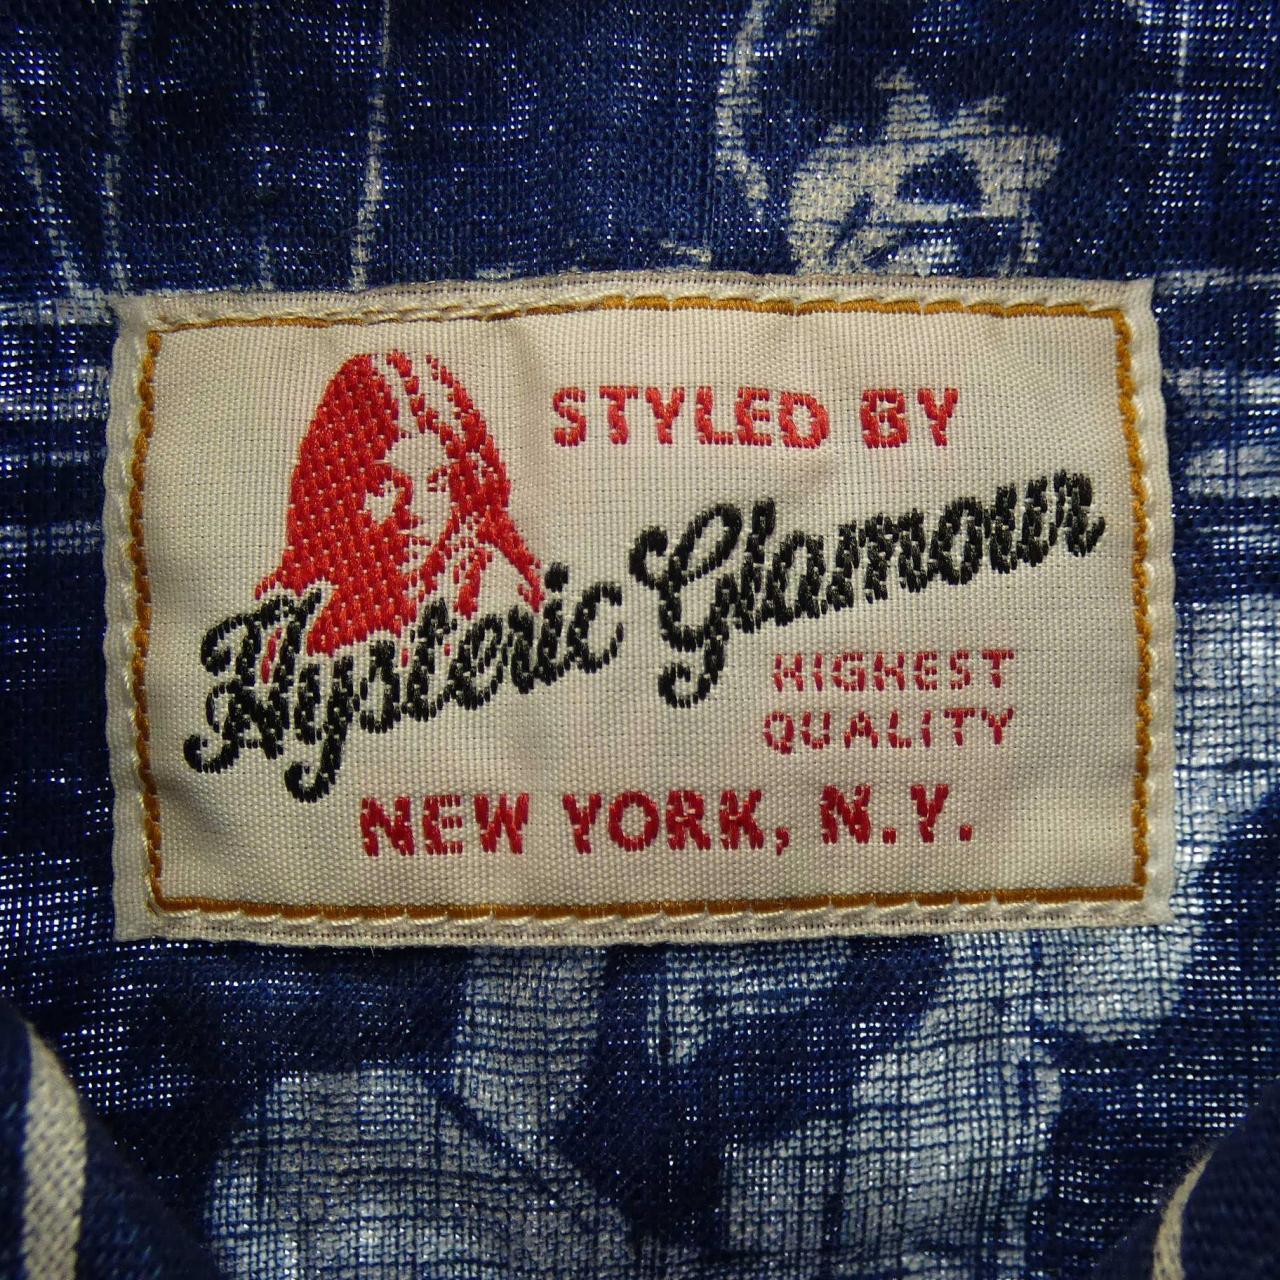 STYLED BY
Hysteric Glamour
HIGHEST
QUALITY
NEW YORK, N.Y.